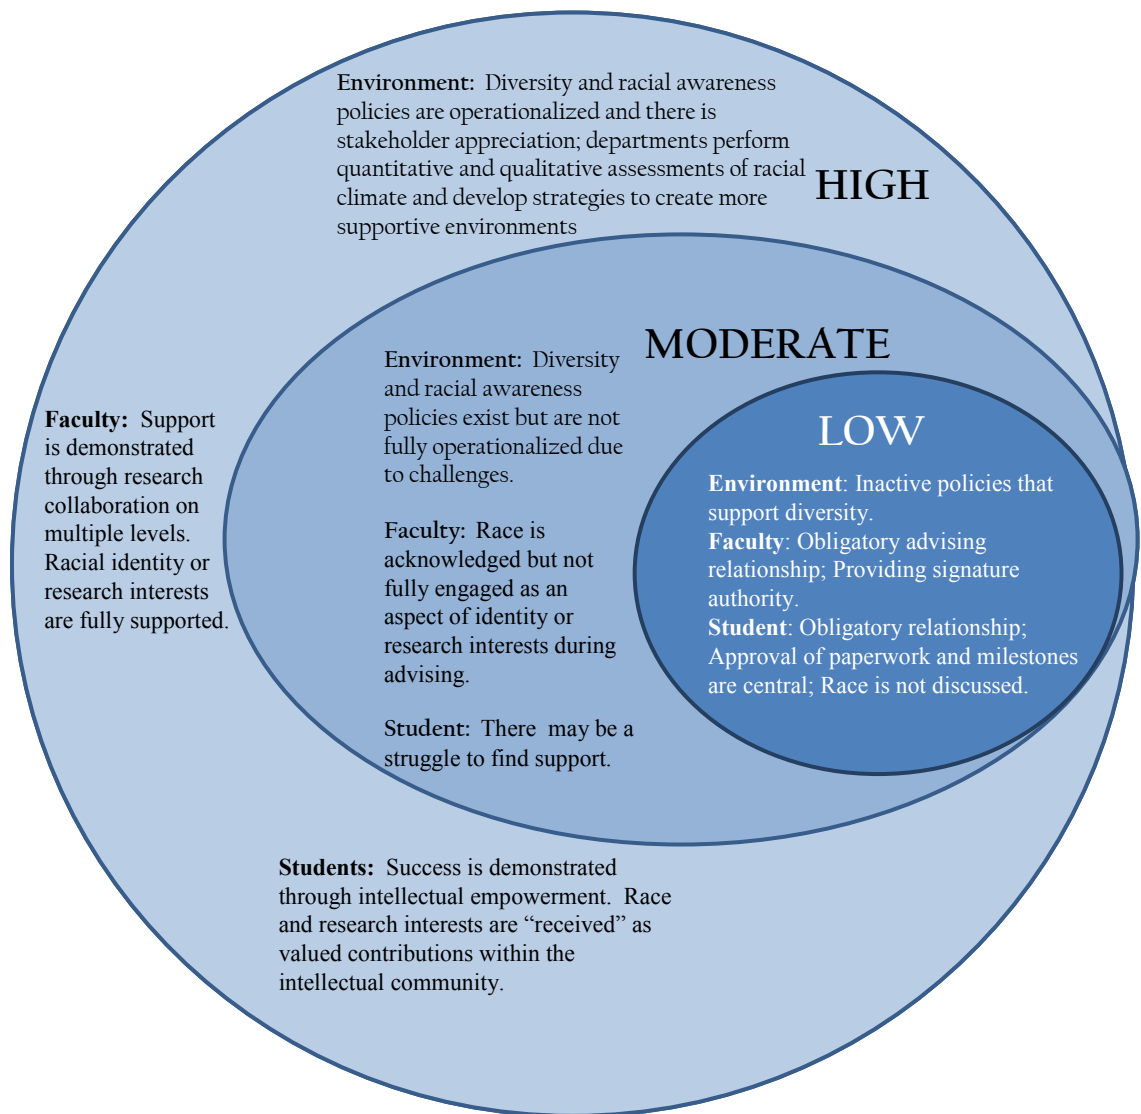 Environment: Diversity and racial awareness
policies are operationalized and there is
stakeholder appreciation; departments perform
quantitative and qualitative assessments of racial
climate and develop strategies to create more
supportive environments
HIGH
MODERATE
Environment: Diversity
and racial awareness
policies exist but are not
fully operationalized due
to challenges.
Faculty: Race is
acknowledged but not
fully engaged as an
aspect of identity or
research interests during
advising.
Student: There may be a
struggle to find support.
LOW
Environment: Inactive policies that
support diversity.
Faculty: Obligatory advising
relationship; Providing signature
authority.
Student: Obligatory relationship;
Approval of paperwork and milestones
are central; Race is not discussed.
Faculty: Support
is demonstrated
through research
collaboration on
multiple levels.
Racial identity or
research interests
are fully supported.
Students: Success is demonstrated
through intellectual empowerment. Race
and research interests are “received” as
valued contributions within the
intellectual community.